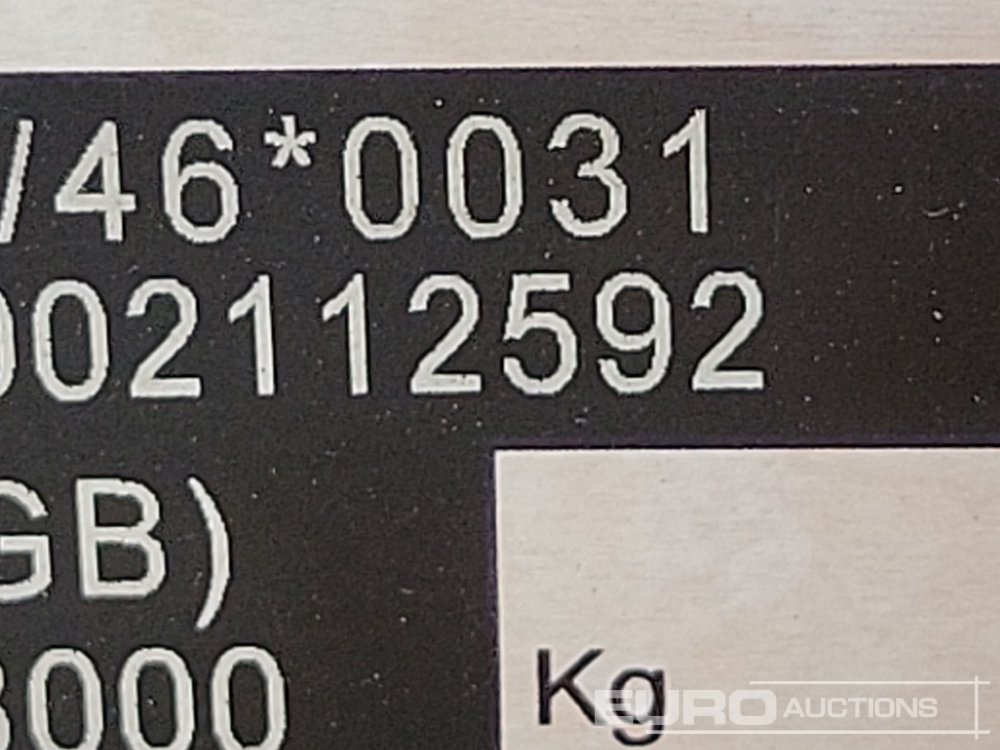 /46*0031
002112592
GB)
3000
Kg
EURO AUCTIONS